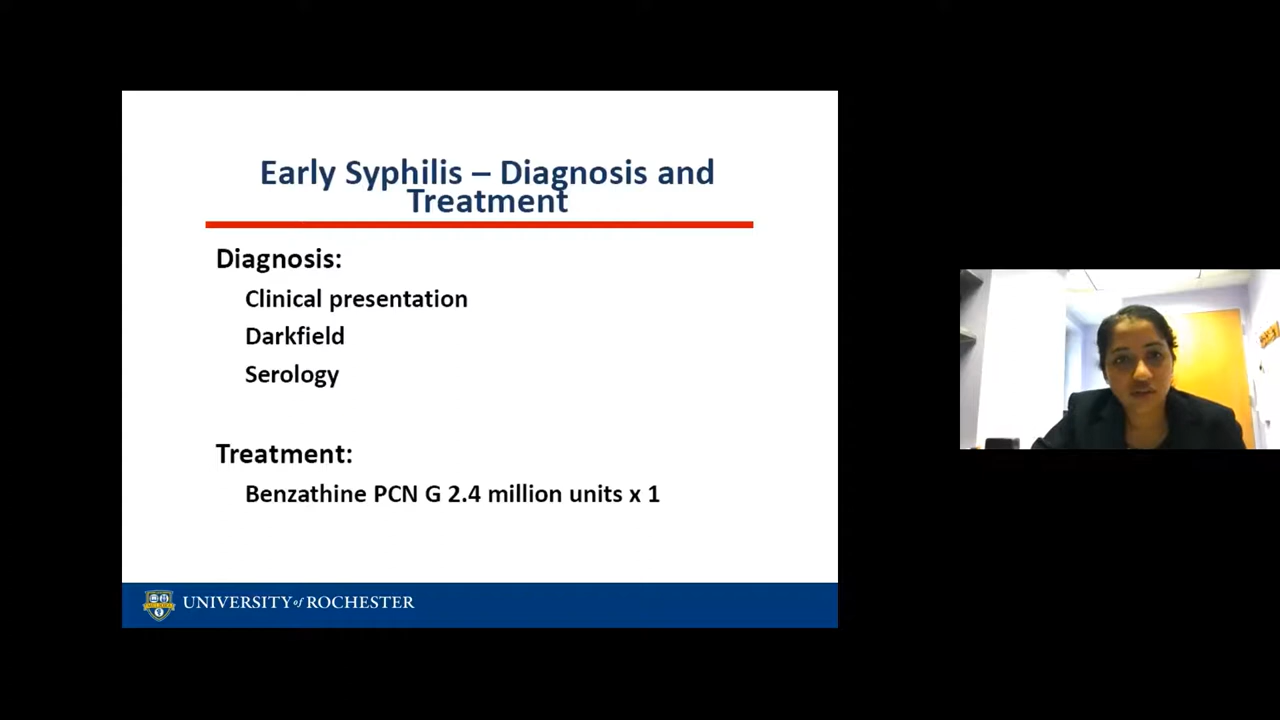 Early Syphilis – Diagnosis and
Treatment
Diagnosis:
Clinical presentation
Darkfield
Serology
Treatment:
Benzathine PCN G 2.4 million units x 1
UNIVERSITY of ROCHESTER